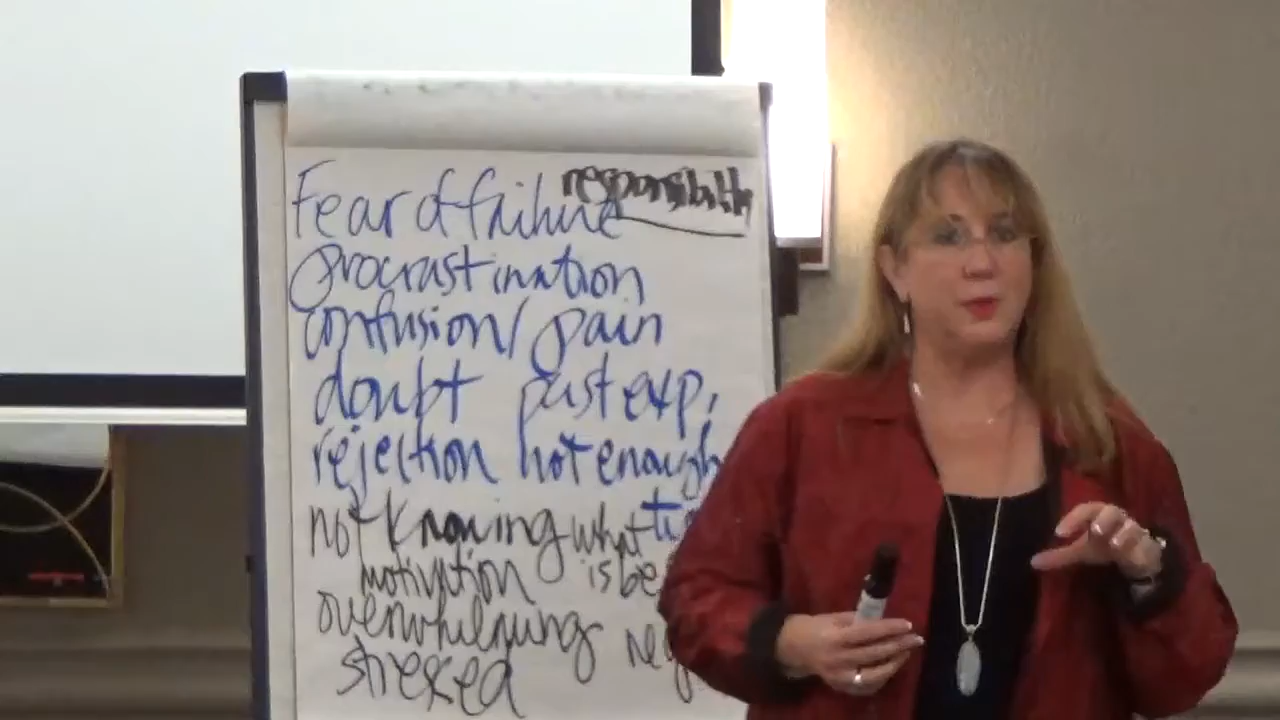 Fear of failure responsibility
procrastination
confusion/pain
doubt past exp.
rejection not enough
not knowing what
motivation is
overwhelming
stressed